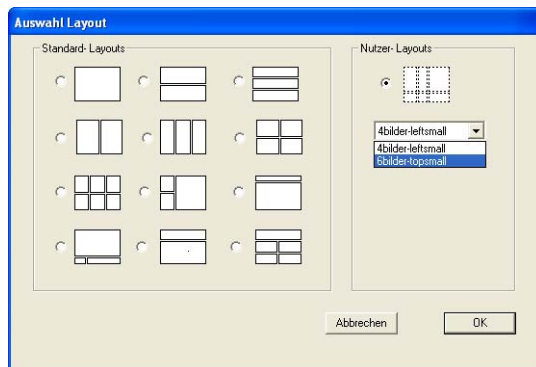 Auswahl Layout
Standard- Layouts
Nutzer- Layouts
4bilder-leftsmall
4bilder-leftsmall
6bilder-topsmall
Abbrechen
OK